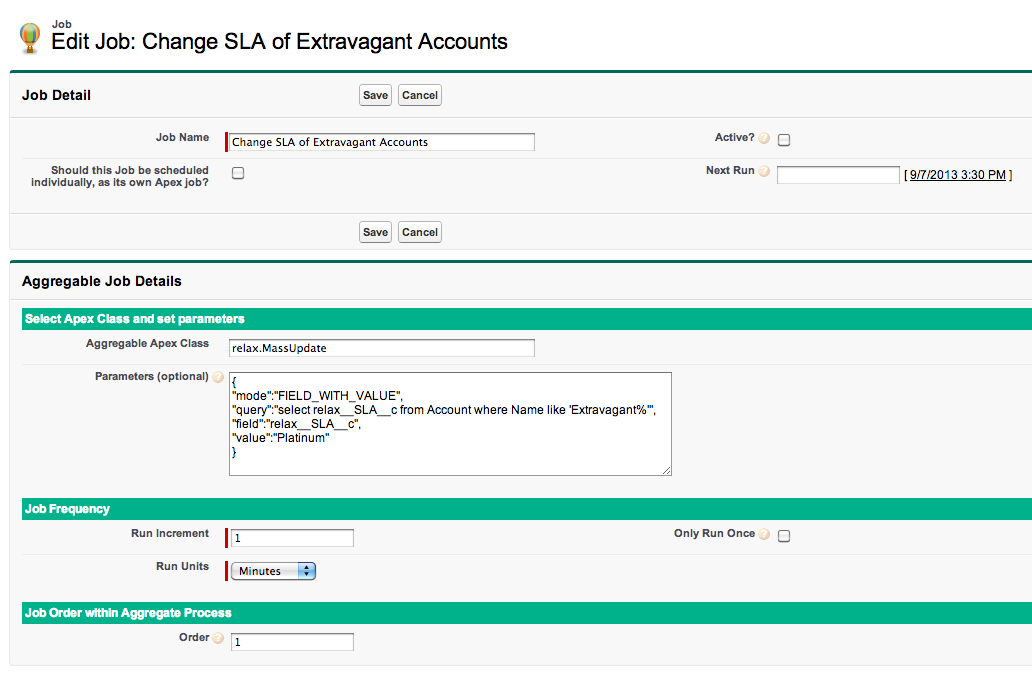 Job
Edit Job: Change SLA of Extravagant Accounts
Job Detail
Save Cancel
Job Name Change SLA of Extravagant Accounts Active? ?
Should this Job be scheduled
individually, as its own Apex job?
Next Run ? [ 9/7/2013 3:30 PM ]
Save Cancel
Aggregable Job Details
Select Apex Class and set parameters
Aggregable Apex Class relax.MassUpdate
Parameters (optional) ?
{
"mode":"FIELD_WITH_VALUE",
"query":"select relax__SLA__c from Account where Name like 'Extravagant%'",
"field":"relax__SLA__c",
"value":"Platinum"
}
Job Frequency
Run Increment 1 Only Run Once ?
Run Units Minutes
Job Order within Aggregate Process
Order ? 1